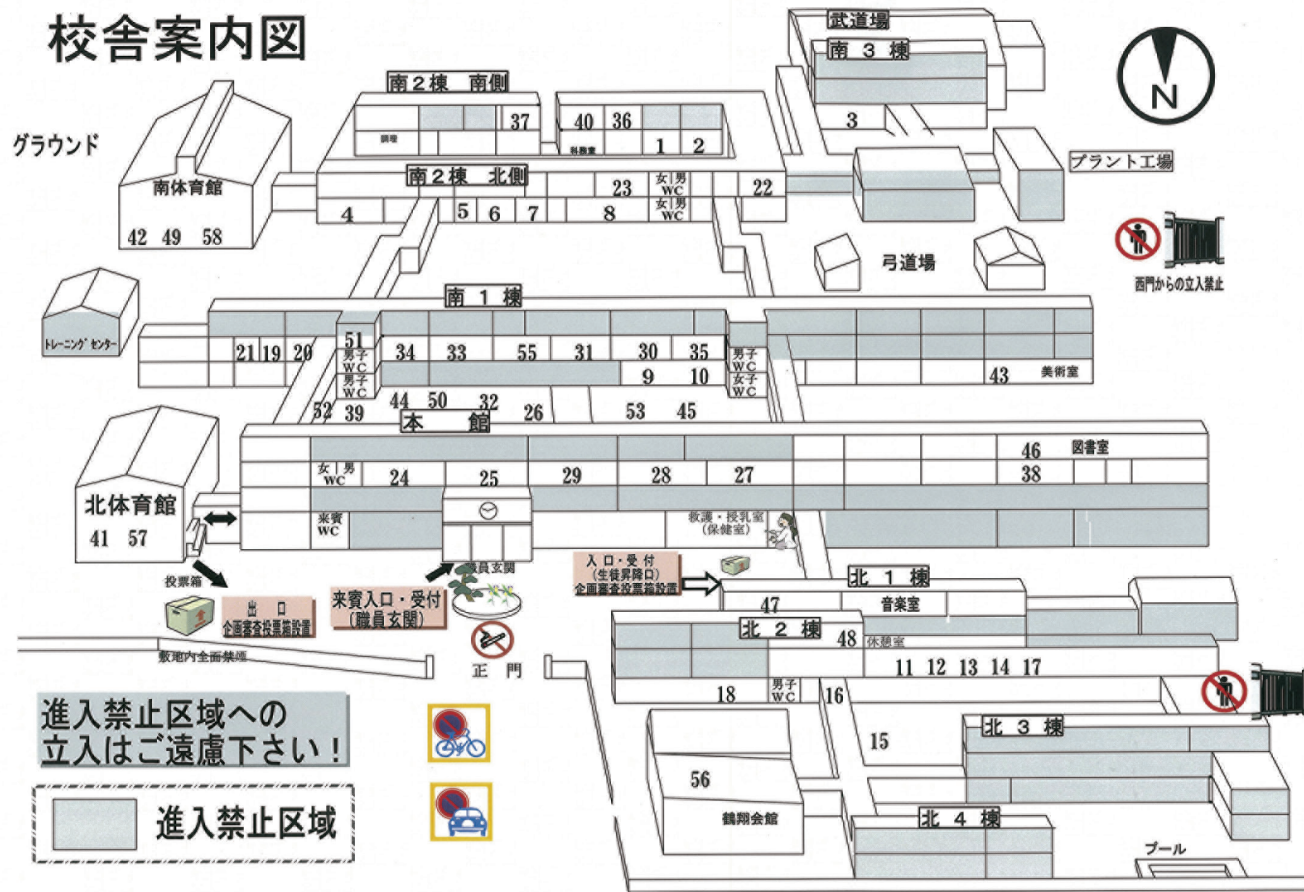 校舎案内図
武道場
南3棟
N
南2棟 南側
グラウンド
37
40 36
3
調理
1 2
プラント工場
南体育館
南2棟 北側
23
女 男
WC
22
4
5 6 7
8
女 男
WC
42 49 58
弓道場
西門からの立入禁止
南1棟
トレーニングセンター
51
21 19 20
男子
WC
34 33 55 31 30 35
男子
WC
男子
WC
9 10
女子
WC
43
美術室
52 39 44 50 32 26 53 45
本館
46
図書室
女 男
WC
24 25 29 28 27
38
北体育館
41 57
来賓
WC
救護・授乳室
(保健室)
職員玄関
投票箱
出口
企画審査投票箱設置
来賓入口・受付
(職員玄関)
入口・受付
(生徒昇降口)
企画審査投票箱設置
北1棟
47
音楽室
北2棟
48
休憩室
敷地内全面禁煙
正門
11 12 13 14 17
18
男子
WC
16
進入禁止区域への
立入はご遠慮下さい!
15
北3棟
56
進入禁止区域
鶴翔会館
北4棟
プール